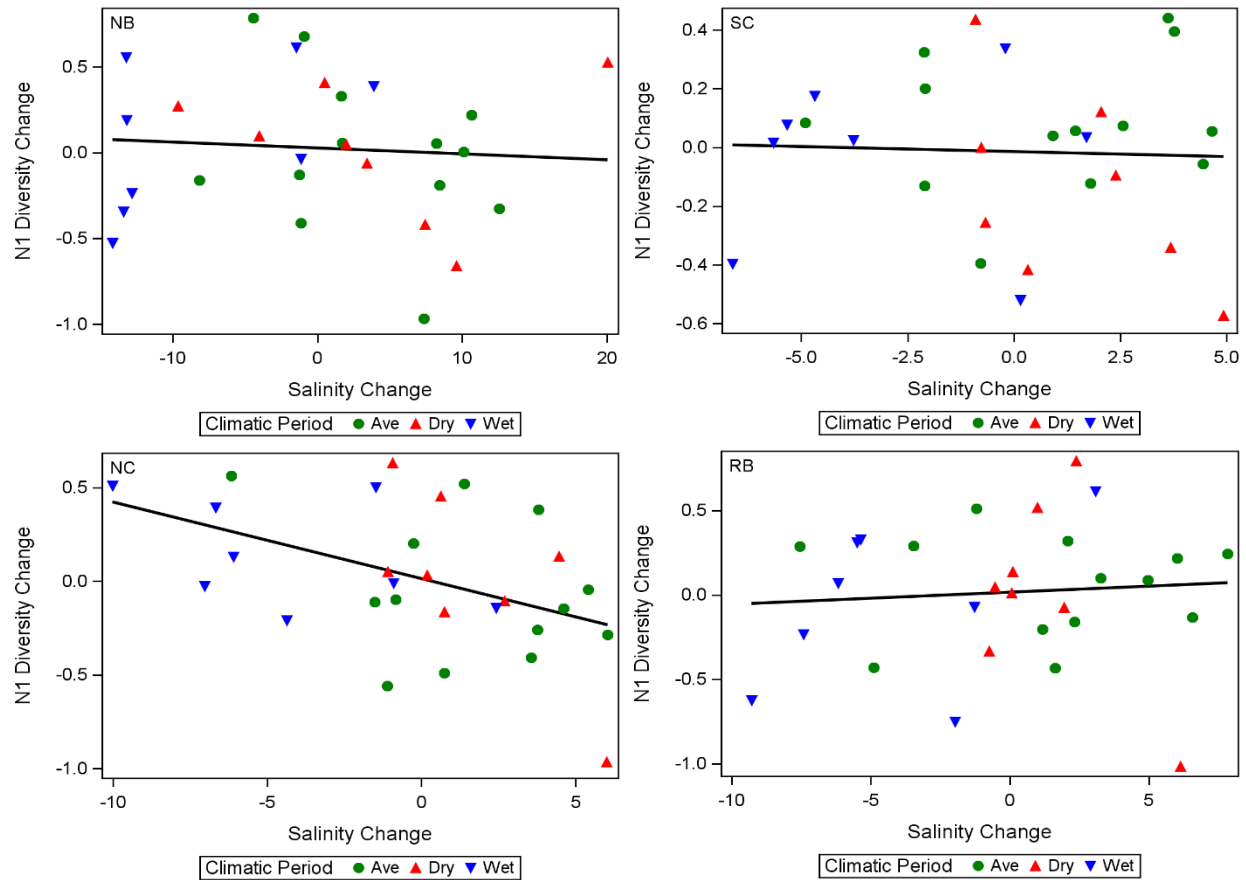 NB
N1 Diversity Change
0.5
0.0
-0.5
-1.0
-10 0 10 20
Salinity Change
Climatic Period Ave Dry Wet
SC
N1 Diversity Change
0.4
0.2
0.0
-0.2
-0.4
-0.6
-5.0 -2.5 0.0 2.5 5.0
Salinity Change
Climatic Period Ave Dry Wet
NC
N1 Diversity Change
0.5
0.0
-0.5
-1.0
-10 -5 0 5
Salinity Change
Climatic Period Ave Dry Wet
RB
N1 Diversity Change
0.5
0.0
-0.5
-1.0
-10 -5 0 5
Salinity Change
Climatic Period Ave Dry Wet